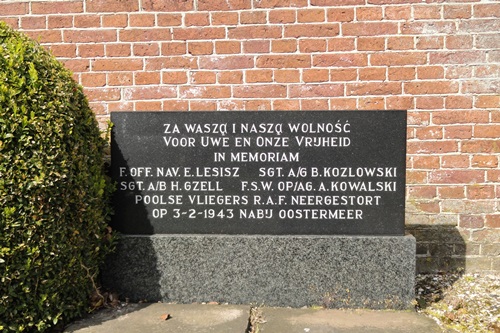 ZA WASZĄ I NASZĄ WOLNOŚĆ
VOOR UWE EN ONZE VRIJHEID
IN MEMORIAM
F. OFF. NAV. E. LESISZ SGT. A/G B. KOZLOWSKI
SGT. A/B H. GZELL F.S.W. OP/AG. A. KOWALSKI
POOLSE VLIEGERS R.A.F. NEERGESTORT
OP 3-2-1943 NABIJ OOSTERMEER